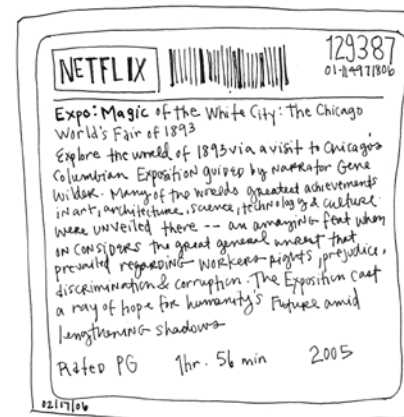 NETFLIX
129387
Expo: Magic of the White City: The Chicago
World's Fair of 1893
Explore the world of 1893 via a visit to Chicago's
Columbian Exposition guided by narrator Gene
Wilder. Many of the worlds greatest achievements
in art, architecture, science, technology & culture
were unveiled there -- an amazing feat when
on considers the great general unrest that
prevailed regarding workers rights, prejudice,
discrimination & corruption. The Exposition cast
a ray of hope for humanity's future amid
lengthening shadows
Rated PG 1hr. 56 min 2005
02/17/06